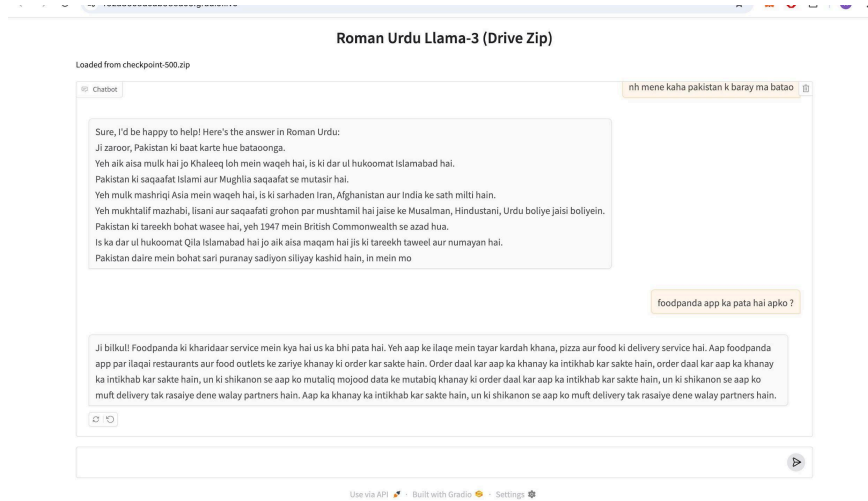 Roman Urdu Llama-3 (Drive Zip)
Loaded from checkpoint-500.zip
Chatbot
nh mene kaha pakistan k baray ma batao
Sure, I'd be happy to help! Here's the answer in Roman Urdu:
Ji zaroor, Pakistan ki baat karte hue bataoonga.
Yeh aik aisa mulk hai jo Khaleeq loh mein waqeh hai, is ki dar ul hukoomat Islamabad hai.
Pakistan ki saqaafat Islami aur Mughlia saqaafat se mutasir hai.
Yeh mulk mashriqi Asia mein waqeh hai, is ki sarhaden Iran, Afghanistan aur India ke sath milti hain.
Yeh mukhtalif mazhabi, lisani aur saqaafati grohon par mushtamil hai jaise ke Musalman, Hindustani, Urdu boliye jaisi boliyein.
Pakistan ki tareekh bohat wasee hai, yeh 1947 mein British Commonwealth se azad hua.
Is ka dar ul hukoomat Qila Islamabad hai jo aik aisa maqam hai jis ki tareekh taweel aur numayan hai.
Pakistan daire mein bohat sari puranay sadiyon siliyay kashid hain, in mein mo
foodpanda app ka pata hai apko ?
Ji bilkul! Foodpanda ki kharidaar service mein kya hai us ka bhi pata hai. Yeh aap ke ilaqe mein tayar kardah khana, pizza aur food ki delivery service hai. Aap foodpanda
app par ilaqai restaurants aur food outlets ke zariye khanay ki order kar sakte hain. Order daal kar aap ka khanay ka intikhab kar sakte hain, order daal kar aap ka khanay
ka intikhab kar sakte hain, un ki shikanon se aap ko mutaliq mojood data ke mutabiq khanay ki order daal kar aap ka intikhab kar sakte hain, un ki shikanon se aap ko
muft delivery tak rasaiye dene walay partners hain. Aap ka khanay ka intikhab kar sakte hain, un ki shikanon se aap ko muft delivery tak rasaiye dene walay partners hain.
Use via API · Built with Gradio · Settings